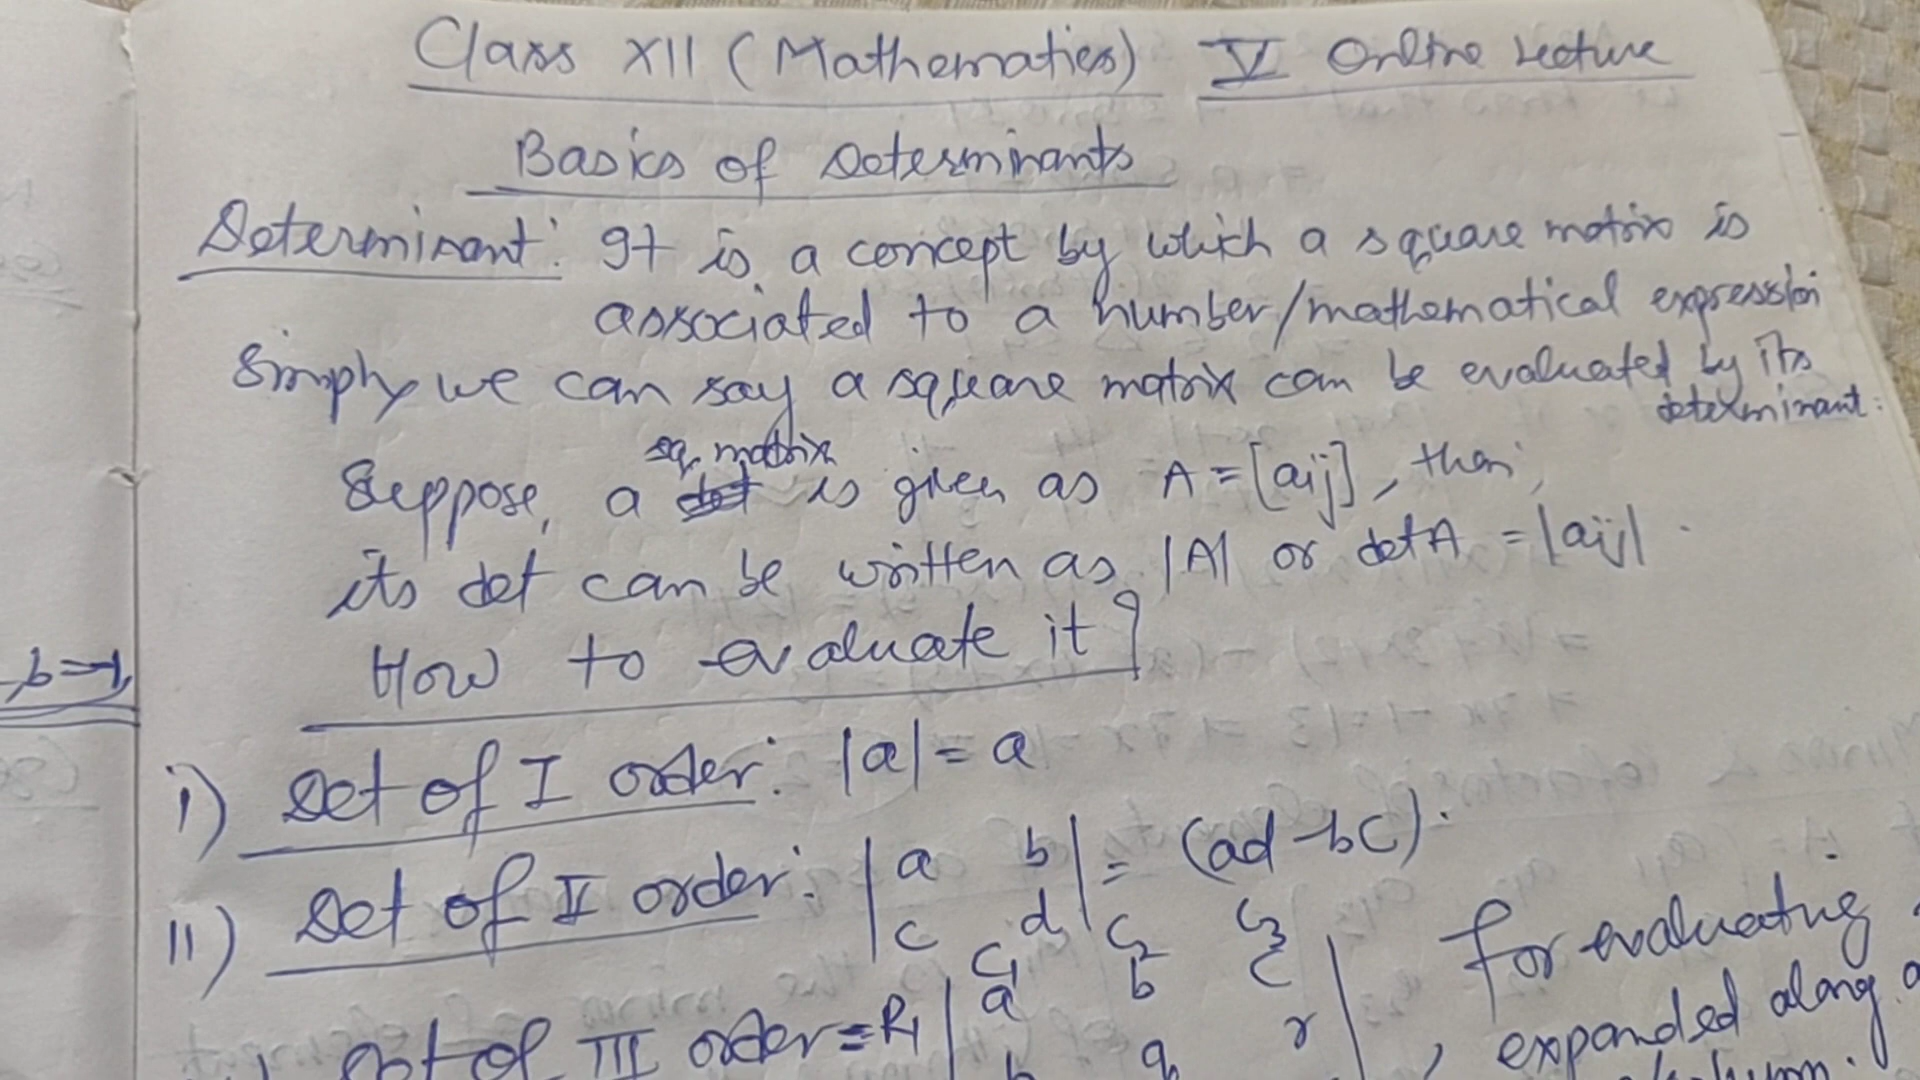 Class XII (Mathematics) V Online Lecture
Basics of Determinants
Determinant: It is a concept by which a square matrix is
associated to a number/mathematical expression
Simply we can say a square matrix can be evaluated by its
determinant.
sq. matrix
Suppose, a det is given as A = [aij], then,
its det can be written as |A| or det A = |aij|.
How to evaluate it?
b=-1,
i) Det of I order: |a| = a
ii) Det of II order: | a b | = (ad - bc).
c d
C1 C2 C3
a b c
For evaluating
Det of III order = R1
q r
, expanded along